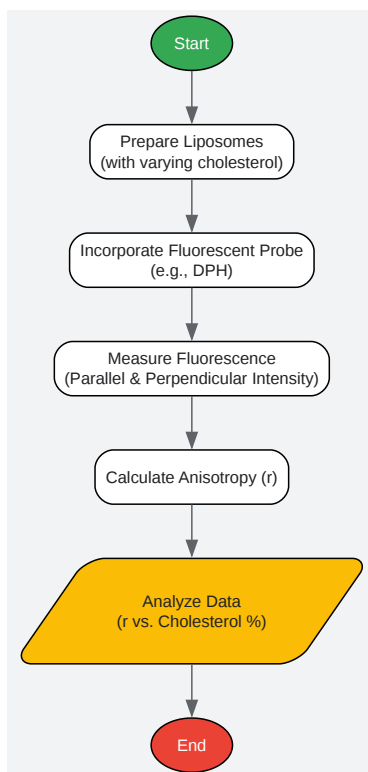 Start
Prepare Liposomes
(with varying cholesterol)
Incorporate Fluorescent Probe
(e.g., DPH)
Measure Fluorescence
(Parallel & Perpendicular Intensity)
Calculate Anisotropy (r)
Analyze Data
(r vs. Cholesterol %)
End